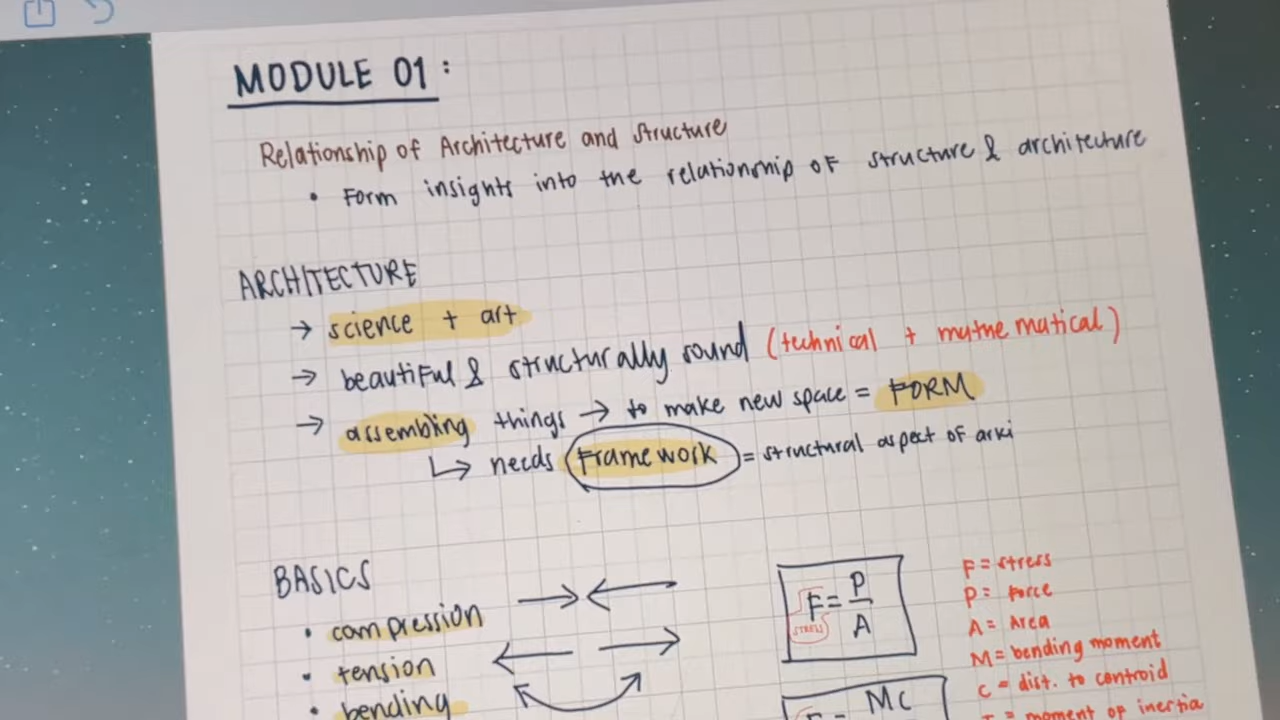 MODULE 01:
Relationship of Architecture and Structure
• Form insights into the relationship of structure & architecture
ARCHITECTURE
→ science + art
→ beautiful & structurally sound (technical + mathematical)
→ assembling things → to make new space = FORM
↳ needs Framework = structural aspect of arki
BASICS
• compression → ←
• tension ← →
• bending
F = P/A
STRESS
F = stress
P = Force
A = Area
M = bending moment
c = dist. to controid
I = moment of inertia
F = Mc